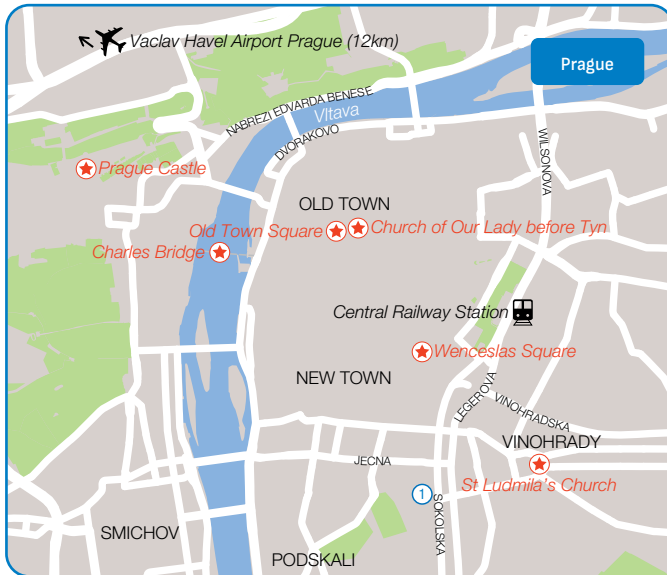 Vaclav Havel Airport Prague (12km)
Prague
NABREZI EDVARDA BENESE
Vltava
DVORAKOVO
WILSONOVA
Prague Castle
OLD TOWN
Old Town Square
Church of Our Lady before Tyn
Charles Bridge
Central Railway Station
Wenceslas Square
NEW TOWN
LEGEROVA
VINOHRADSKA
VINOHRADY
JECNA
St Ludmila's Church
1
SOKOLSKA
SMICHOV
PODSKALI